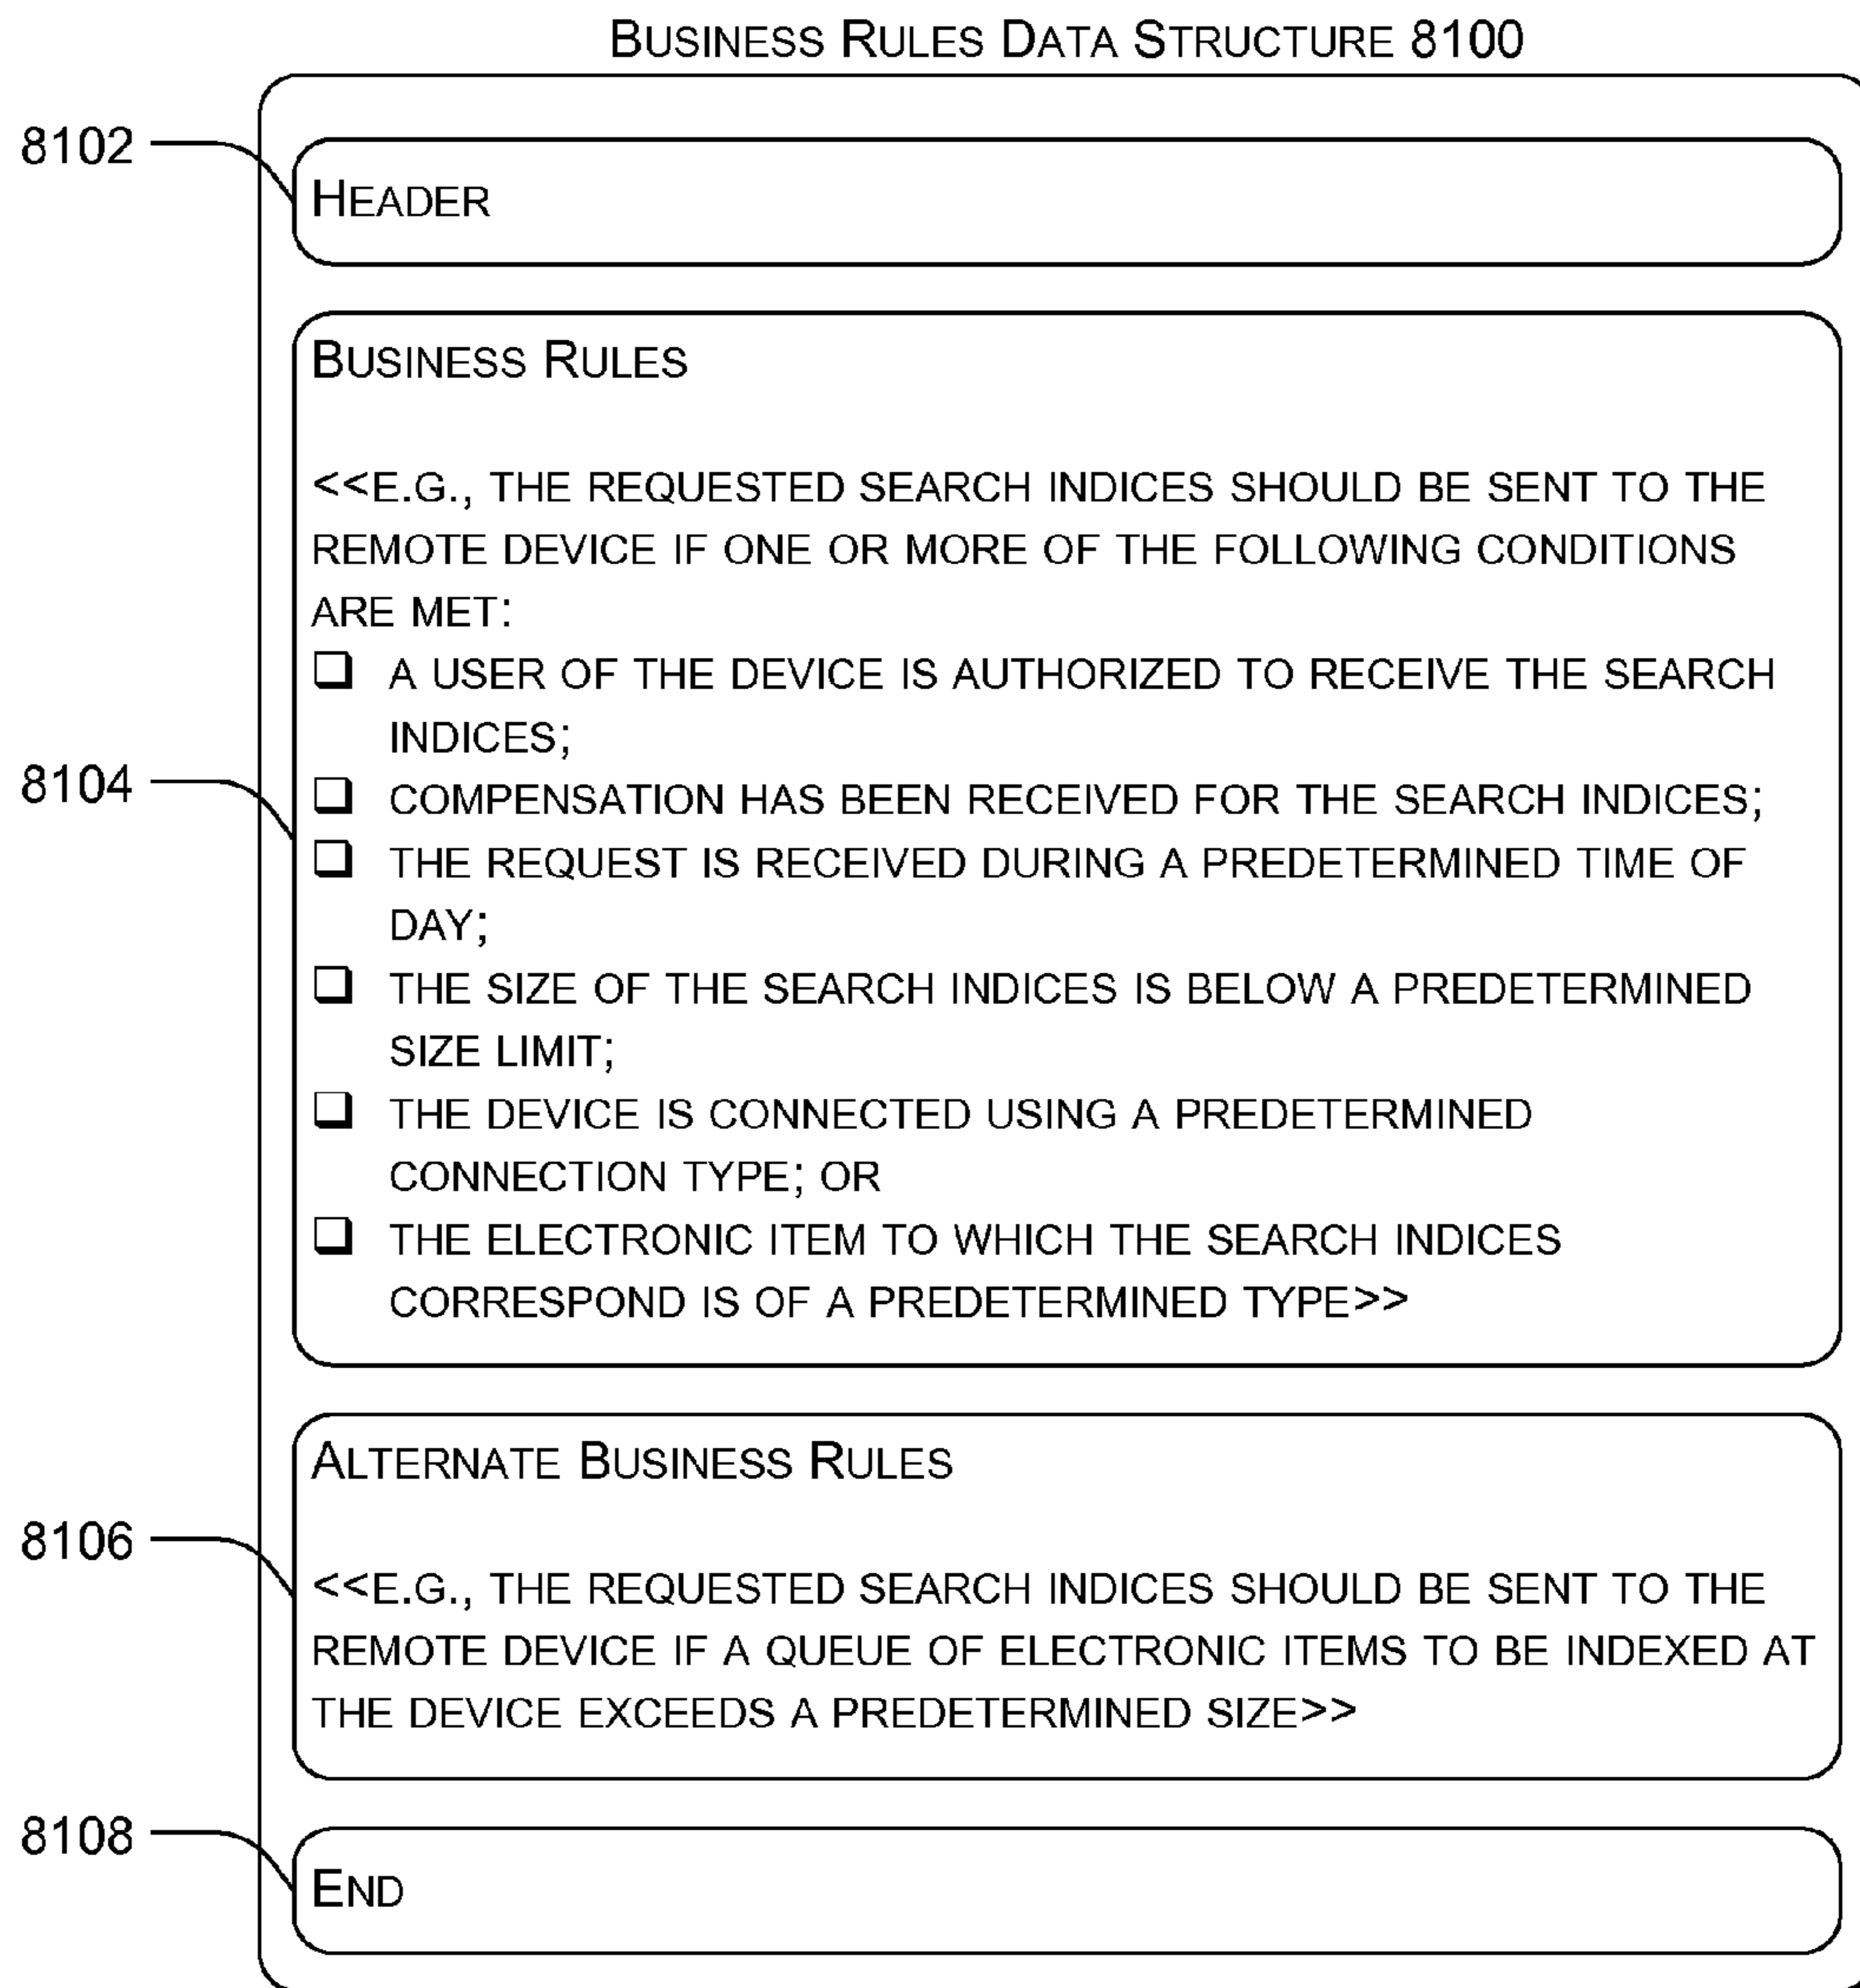 BUSINESS RULES DATA STRUCTURE 8100
8102
HEADER
BUSINESS RULES
<<E.G., THE REQUESTED SEARCH INDICES SHOULD BE SENT TO THE
REMOTE DEVICE IF ONE OR MORE OF THE FOLLOWING CONDITIONS
ARE MET:
❑ A USER OF THE DEVICE IS AUTHORIZED TO RECEIVE THE SEARCH
INDICES;
8104
❑ COMPENSATION HAS BEEN RECEIVED FOR THE SEARCH INDICES;
❑ THE REQUEST IS RECEIVED DURING A PREDETERMINED TIME OF
DAY;
❑ THE SIZE OF THE SEARCH INDICES IS BELOW A PREDETERMINED
SIZE LIMIT;
❑ THE DEVICE IS CONNECTED USING A PREDETERMINED
CONNECTION TYPE; OR
❑ THE ELECTRONIC ITEM TO WHICH THE SEARCH INDICES
CORRESPOND IS OF A PREDETERMINED TYPE>>
ALTERNATE BUSINESS RULES
8106
<<E.G., THE REQUESTED SEARCH INDICES SHOULD BE SENT TO THE
REMOTE DEVICE IF A QUEUE OF ELECTRONIC ITEMS TO BE INDEXED AT
THE DEVICE EXCEEDS A PREDETERMINED SIZE>>
8108
END